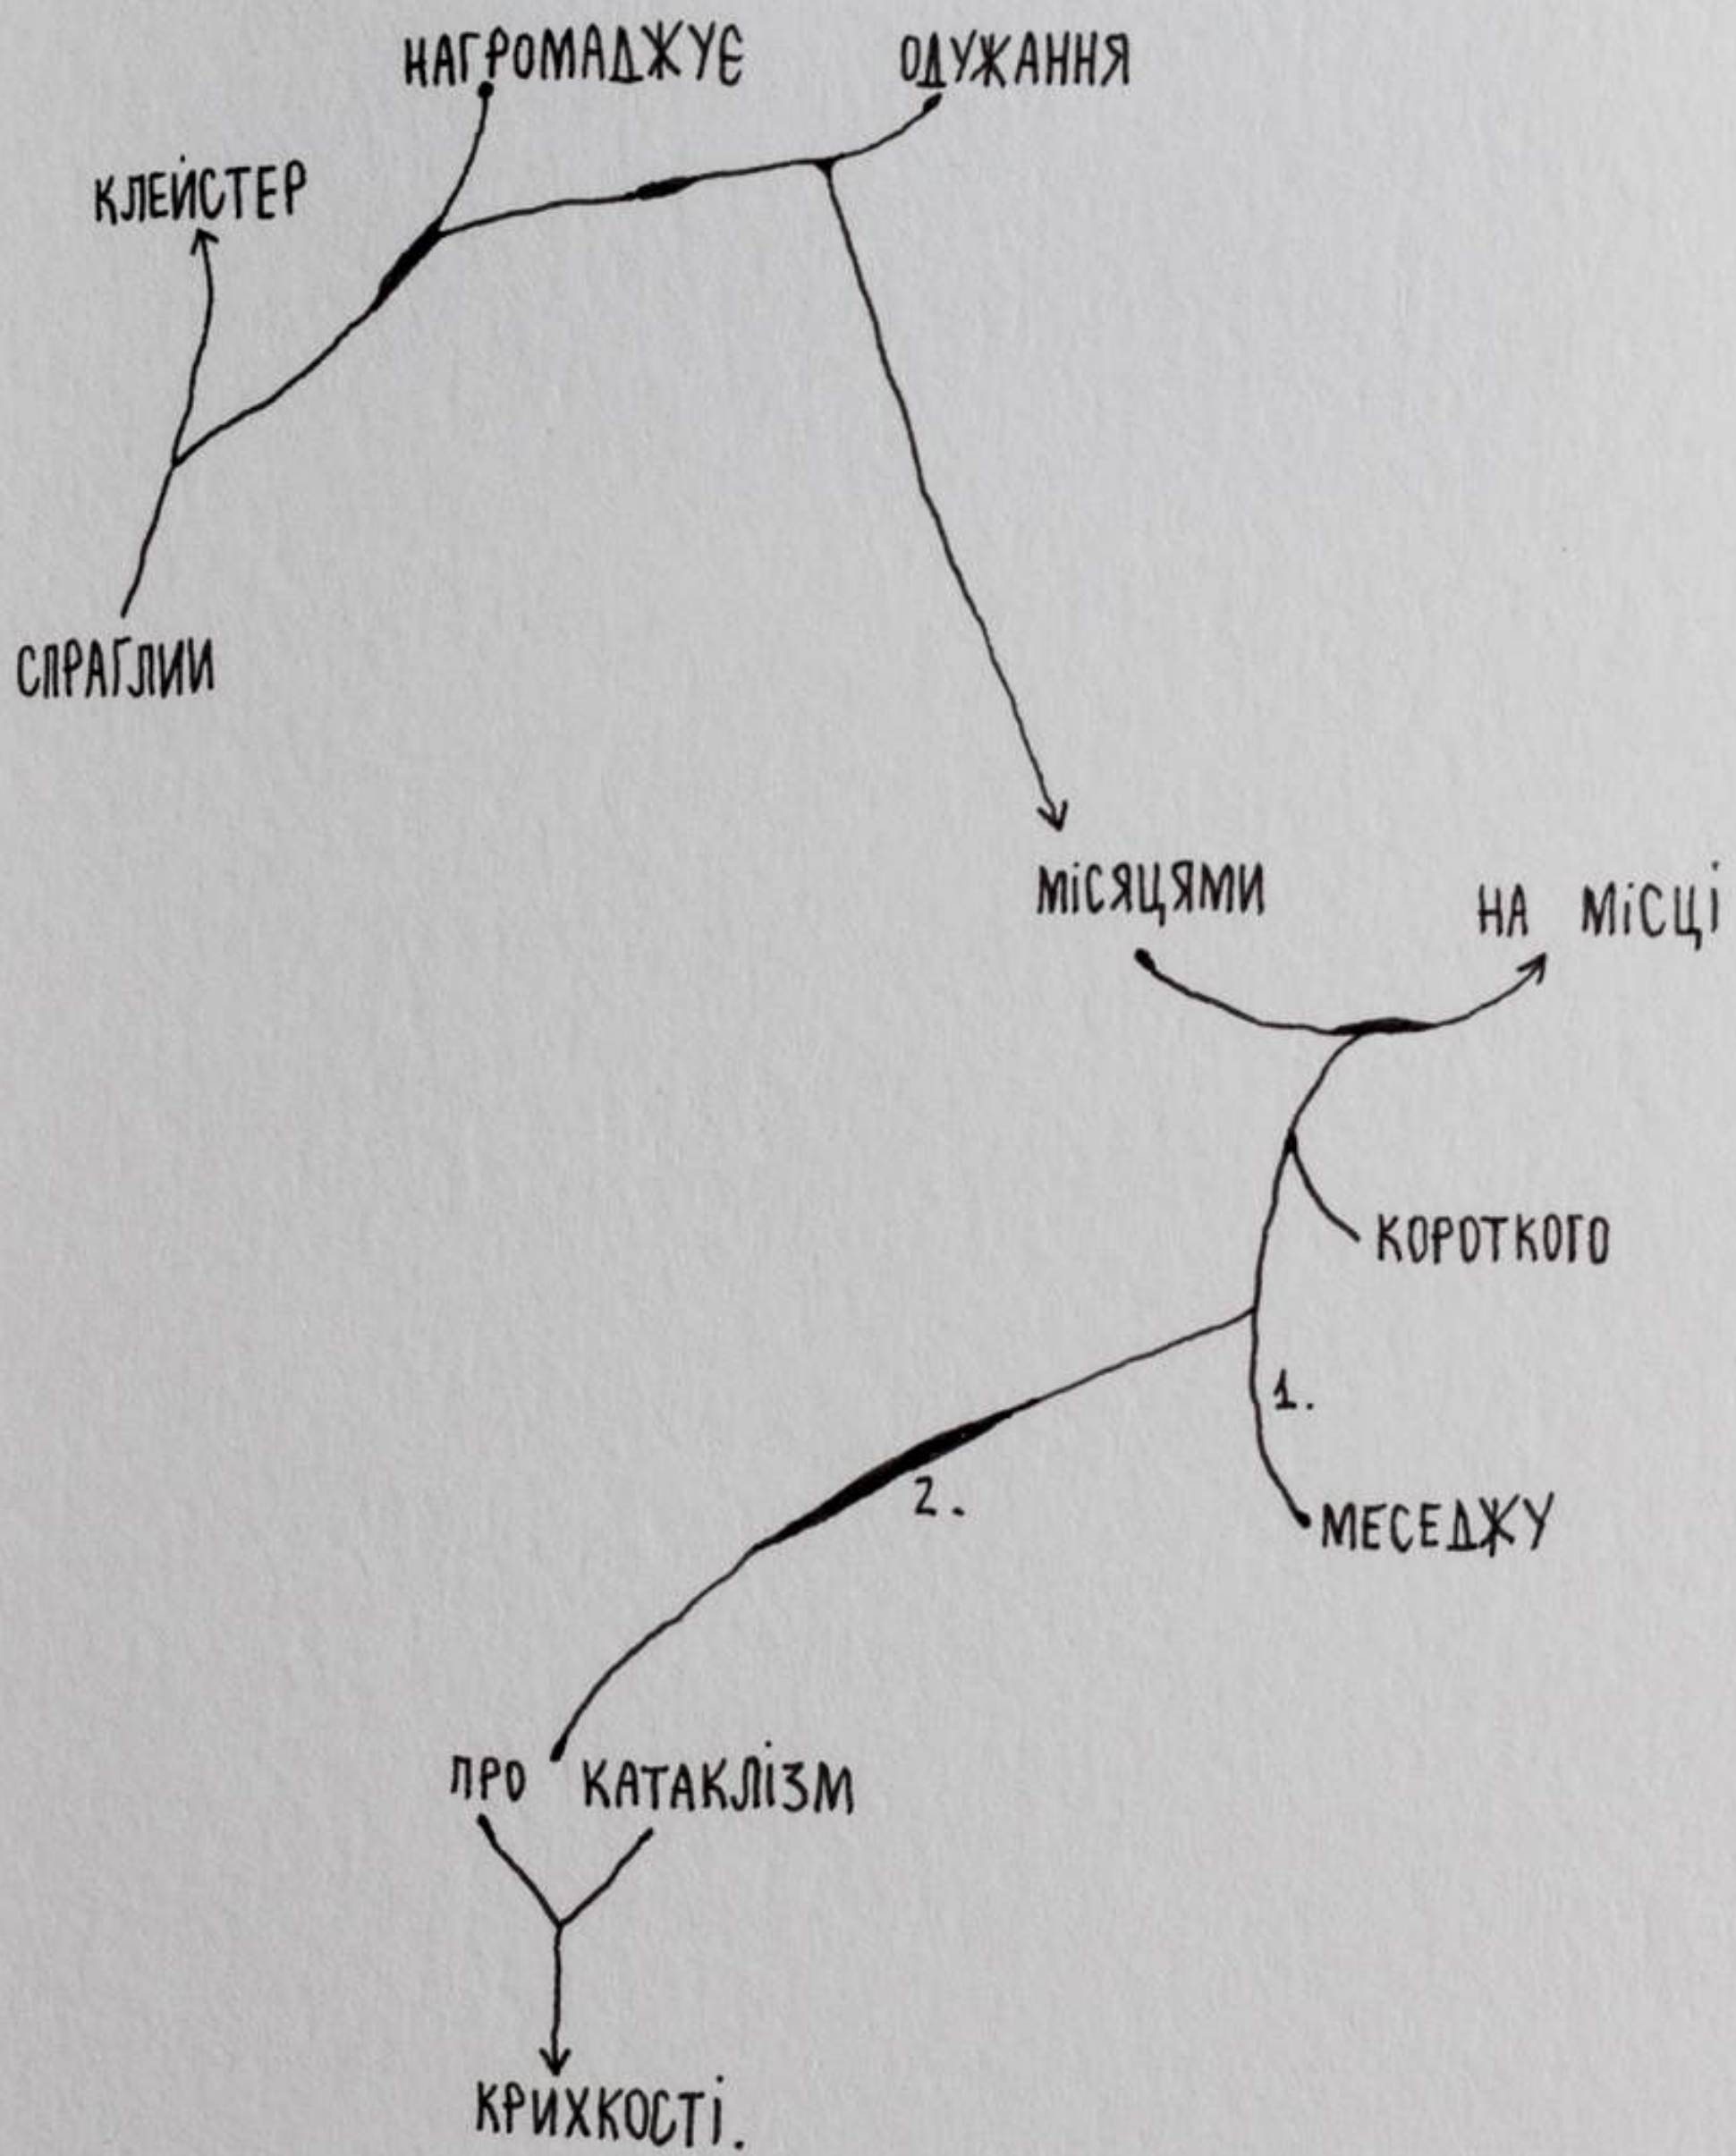 НАГРОМАДЖУЄ ОДУЖАННЯ
КЛЕЙСТЕР
СПРАГЛИИ
МІСЯЦЯМИ НА МІСЦІ
КОРОТКОГО
1.
2.
МЕСЕДЖУ
ПРО КАТАКЛІЗМ
КРИХКОСТІ.